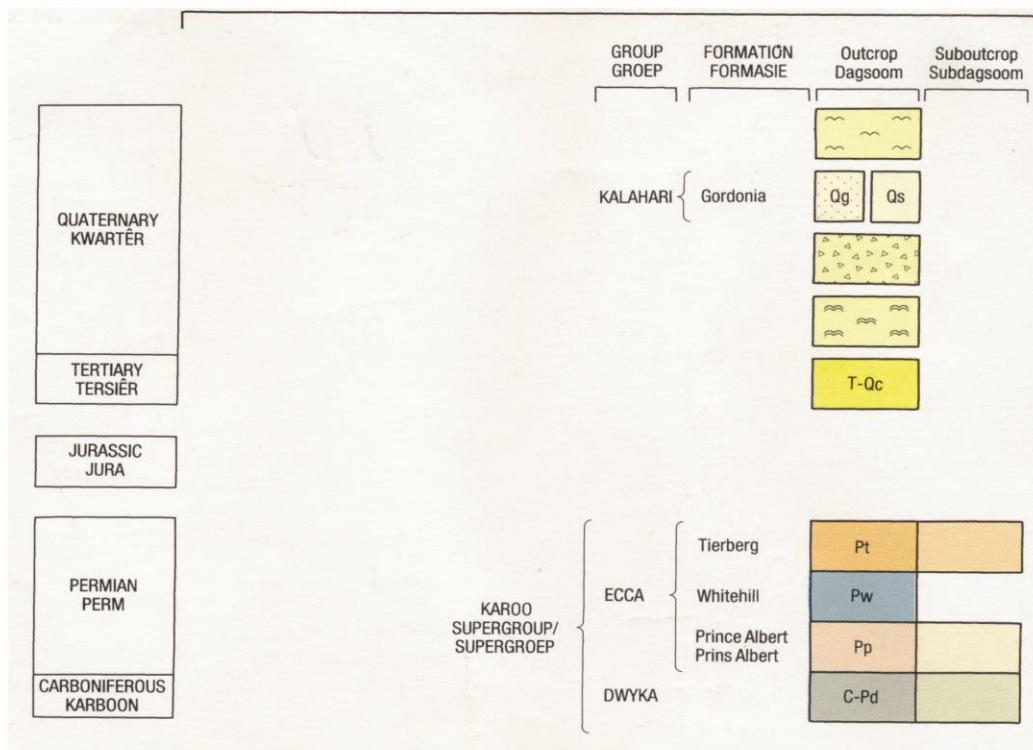 GROUP
GROEP
FORMATION
FORMASIE
Outcrop
Dagsoom
Suboutcrop
Subdagsoom
QUATERNARY
KWARTÊR
KALAHARI
Gordonia
Qg
Qs
TERTIARY
TERSIÊR
T-Qc
JURASSIC
JURA
PERMIAN
PERM
KAROO
SUPERGROUP/
SUPERGROEP
ECCA
Tierberg
Pt
Whitehill
Pw
Prince Albert
Prins Albert
Pp
CARBONIFEROUS
KARBOON
DWYKA
C-Pd